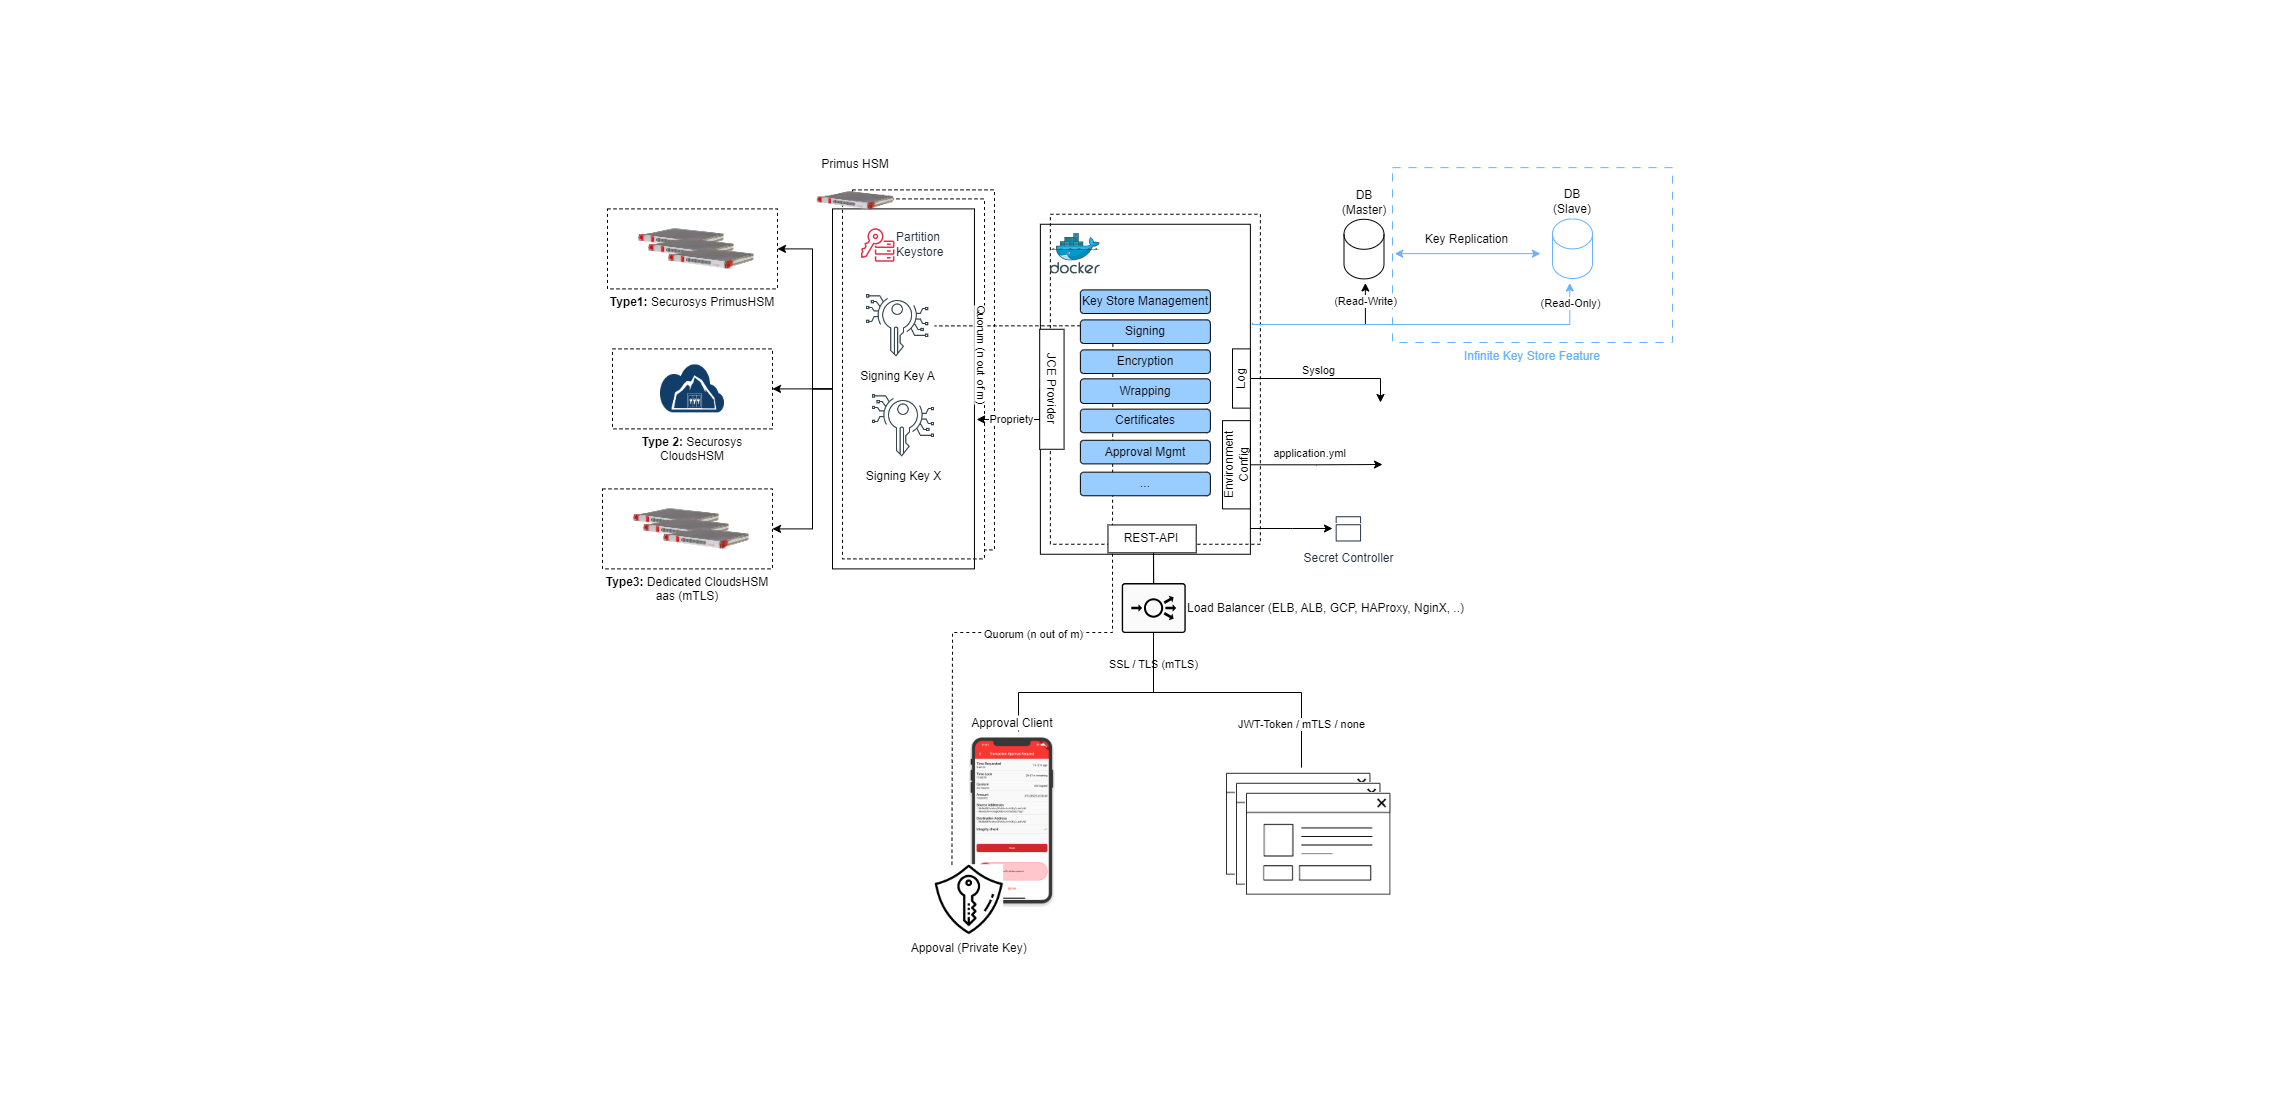 Primus HSM
Type1: Securosys PrimusHSM
Type 2: Securosys
CloudsHSM
Type3: Dedicated CloudsHSM
aas (mTLS)
Partition
Keystore
Signing Key A
Signing Key X
Quorum (n out of m)
Propriety
JCE Provider
docker
Key Store Management
Signing
Encryption
Wrapping
Certificates
Approval Mgmt
...
REST-API
Log
Environment
Config
DB
(Master)
(Read-Write)
Key Replication
DB
(Slave)
(Read-Only)
Infinite Key Store Feature
Syslog
application.yml
Secret Controller
Load Balancer (ELB, ALB, GCP, HAProxy, NginX, ..)
Quorum (n out of m)
SSL / TLS (mTLS)
Approval Client
JWT-Token / mTLS / none
Appoval (Private Key)